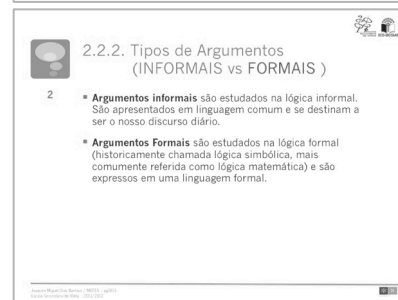 2.2.2. Tipos de Argumentos
(INFORMAIS vs FORMAIS )
2
Argumentos informais são estudados na lógica informal.
São apresentados em linguagem comum e se destinam a
ser o nosso discurso diário.
Argumentos Formais são estudados na lógica formal
(historicamente chamada lógica simbólica, mais
comumente referida como lógica matemática) e são
expressos em uma linguagem formal.